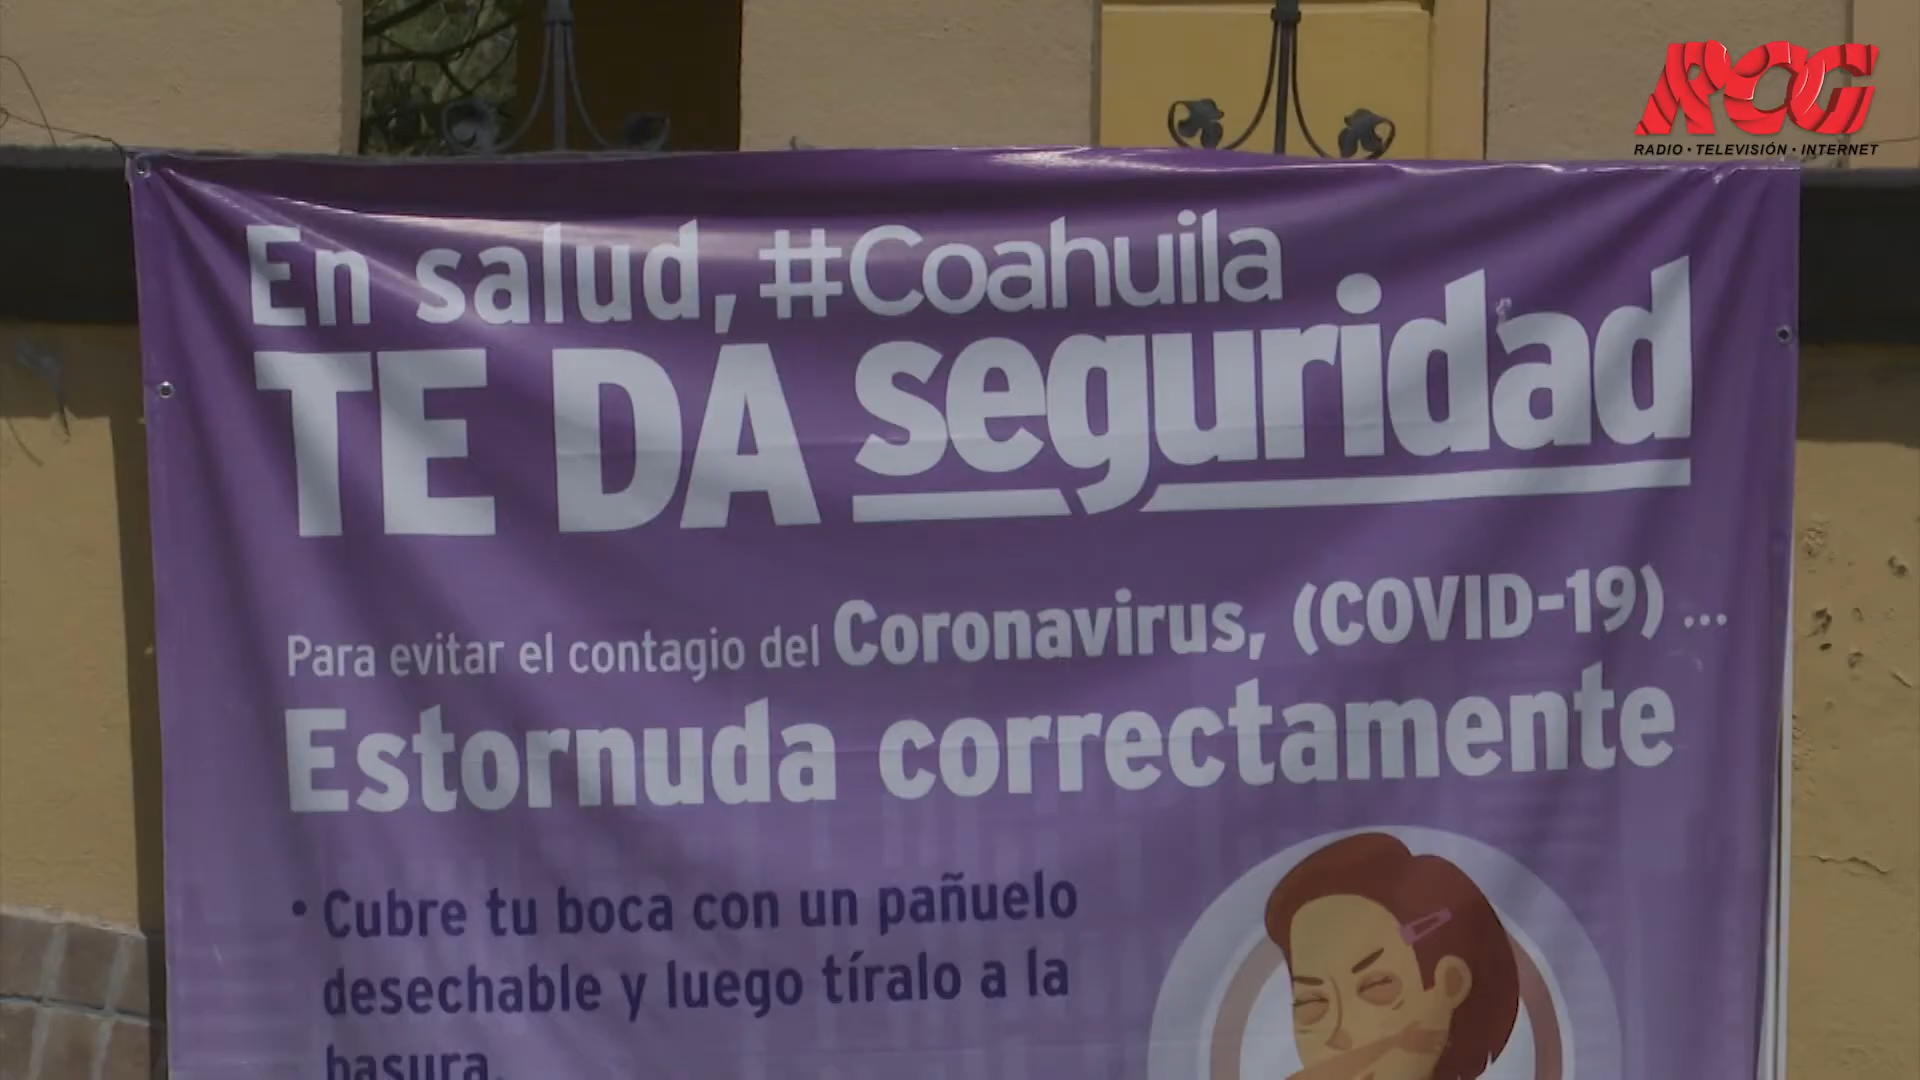 RCG
RADIO • TELEVISIÓN • INTERNET
En salud, #Coahuila
TE DA seguridad
Para evitar el contagio del Coronavirus, (COVID-19) ...
Estornuda correctamente
• Cubre tu boca con un pañuelo
desechable y luego tíralo a la
basura.